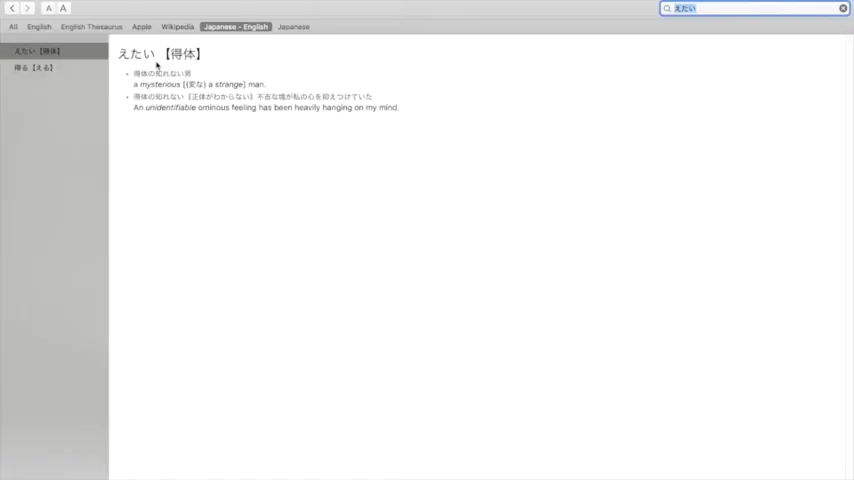 A A
えたい
All English English Thesaurus Apple Wikipedia Japanese - English Japanese
えたい【得体】
得る【える】
えたい 【得体】
• 得体の知れない男
a mysterious [(変な) a strange] man.
• 得体の知れない〔正体がわからない〕不吉な塊が私の心を抑えつけていた
An unidentifiable ominous feeling has been heavily hanging on my mind.